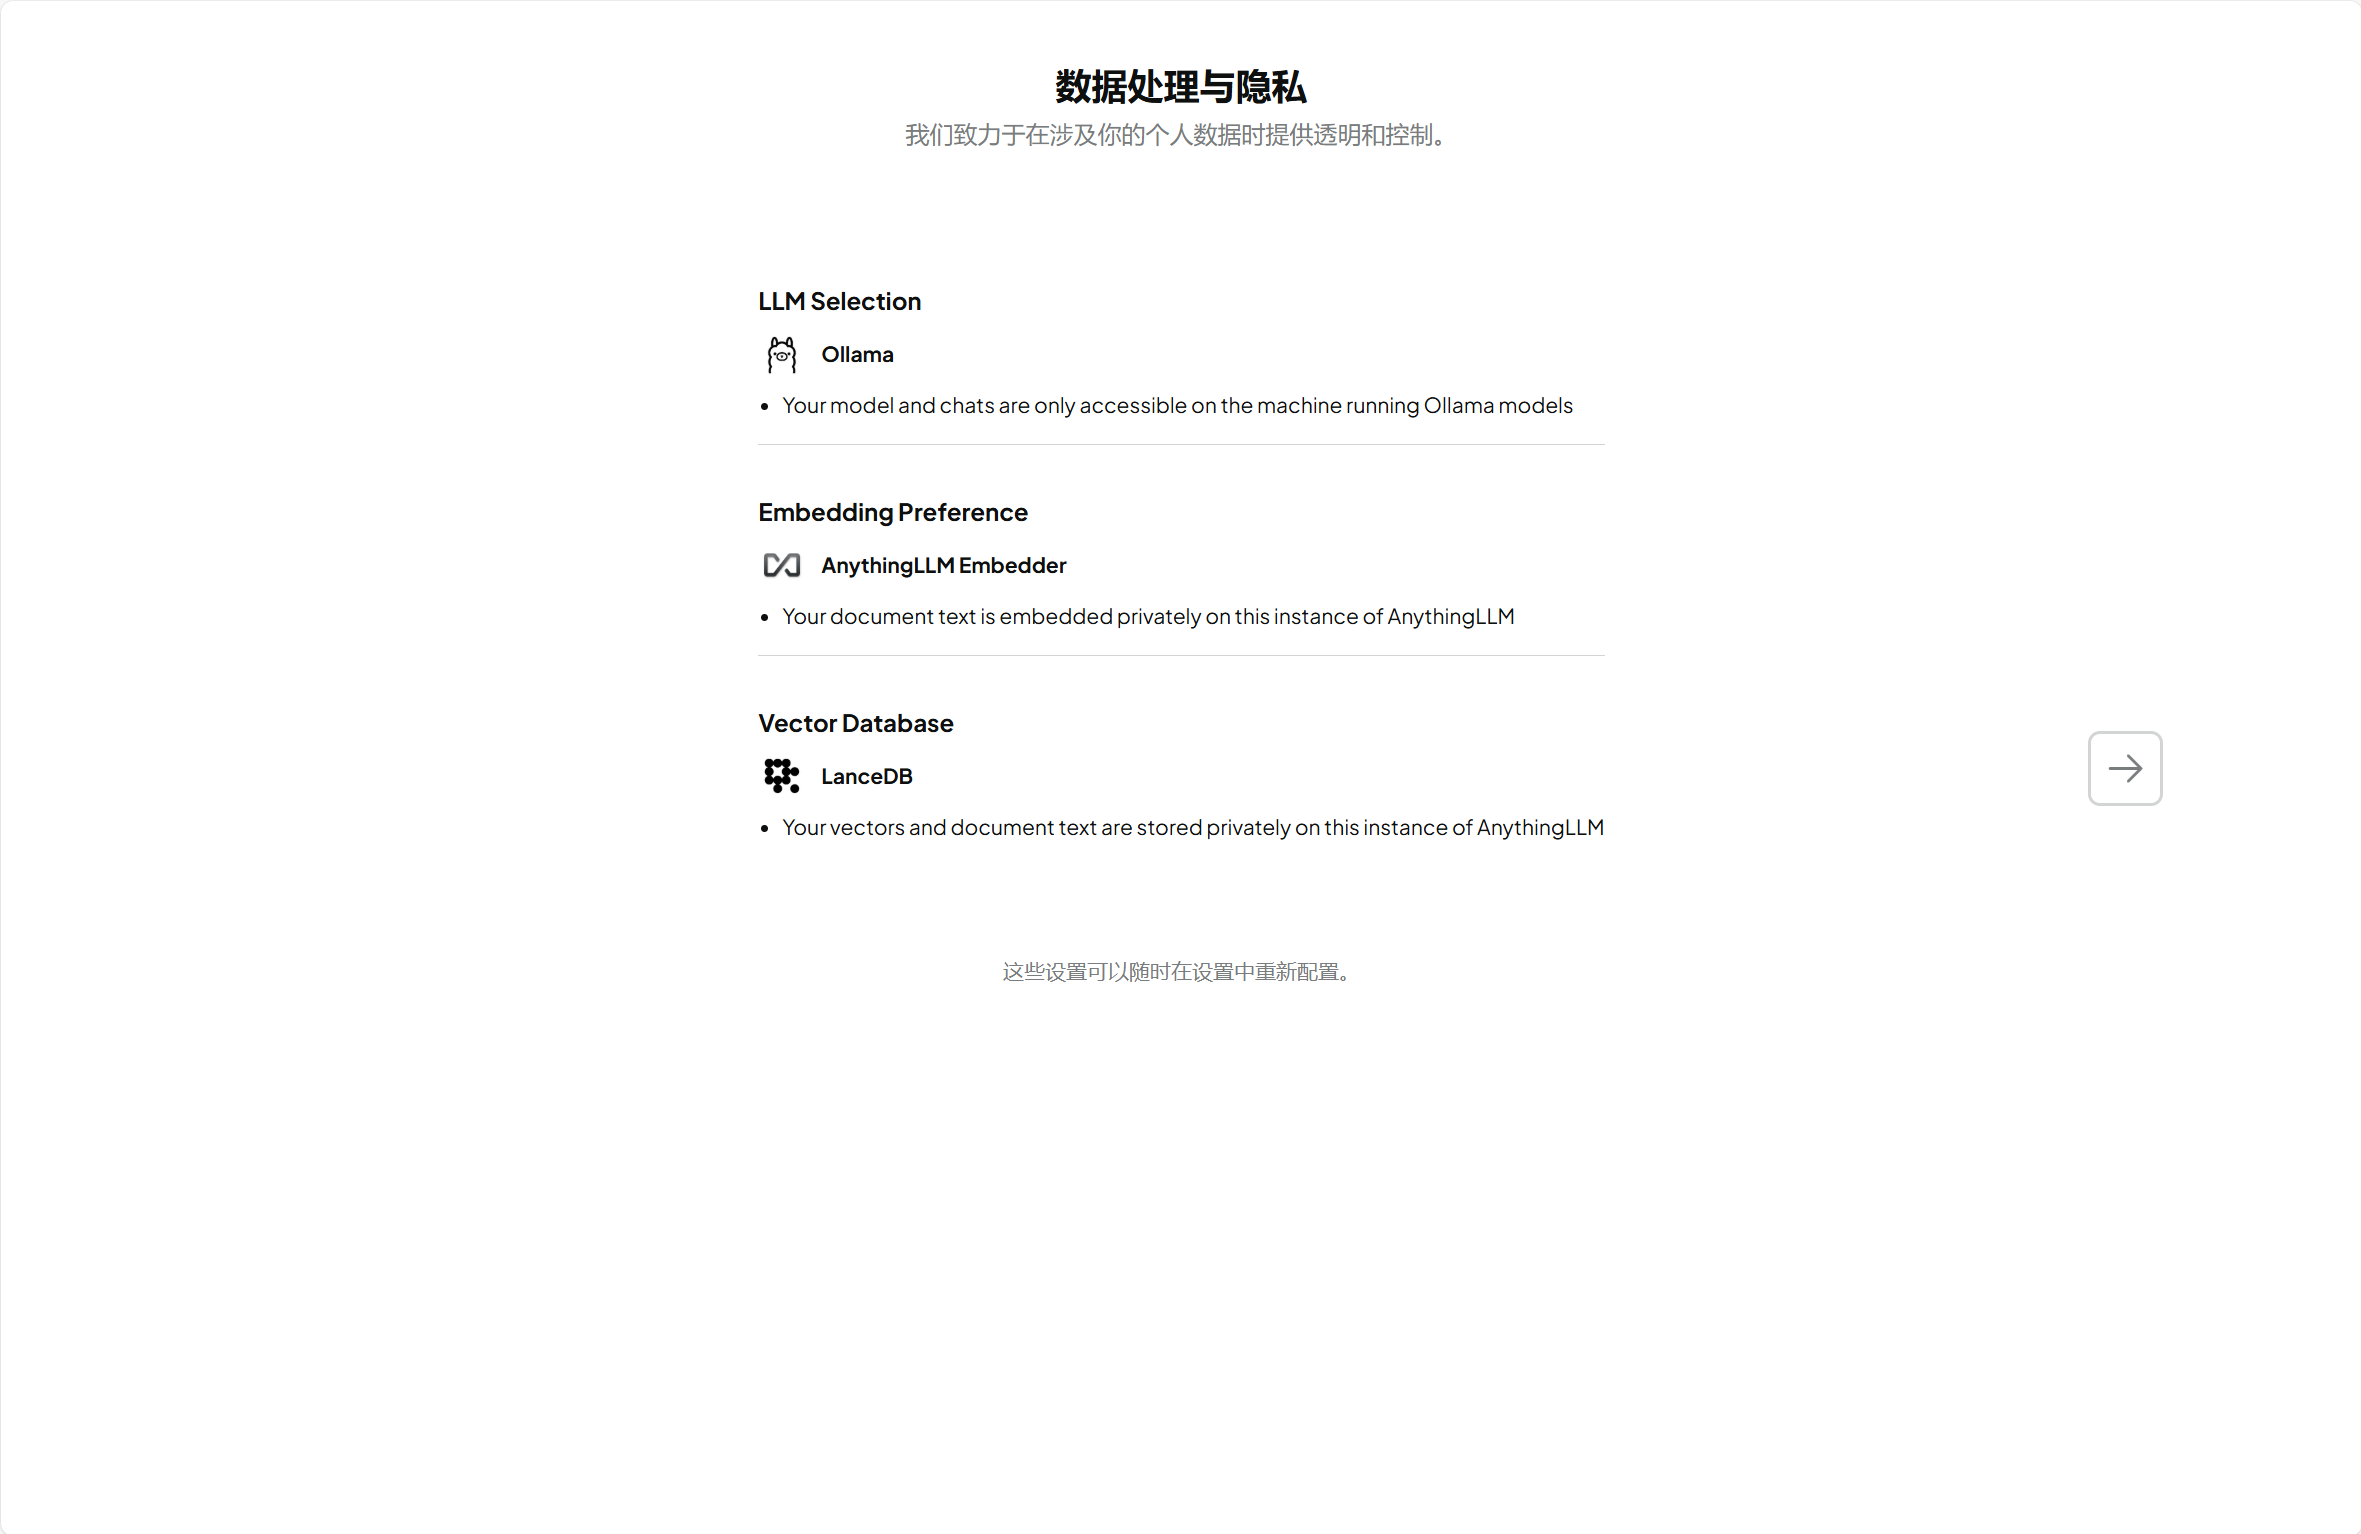 数据处理与隐私
我们致力于在涉及你的个人数据时提供透明和控制。
LLM Selection
Ollama
• Your model and chats are only accessible on the machine running Ollama models
Embedding Preference
AnythingLLM Embedder
• Your document text is embedded privately on this instance of AnythingLLM
Vector Database
LanceDB
• Your vectors and document text are stored privately on this instance of AnythingLLM
这些设置可以随时在设置中重新配置。